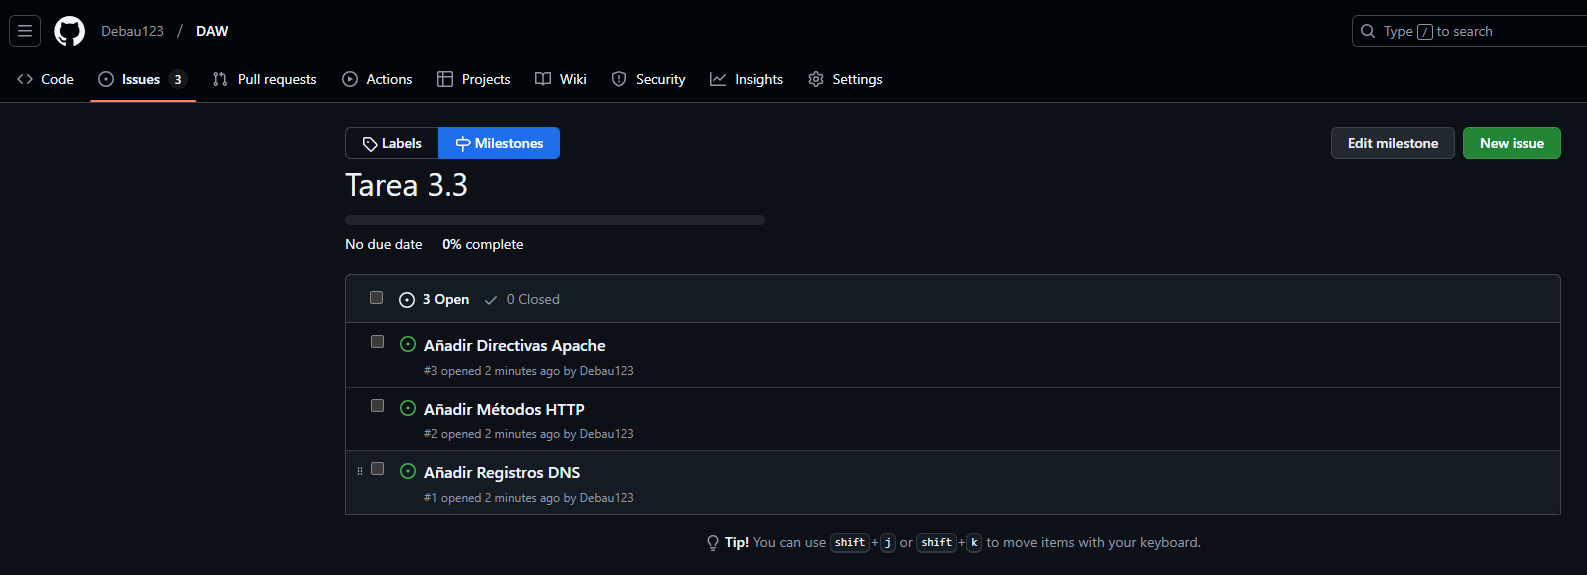 Debau123 / DAW
Type / to search
Code Issues 3 Pull requests Actions Projects Wiki Security Insights Settings
Labels Milestones Edit milestone New issue
Tarea 3.3
No due date 0% complete
3 Open 0 Closed
Añadir Directivas Apache
#3 opened 2 minutes ago by Debau123
Añadir Métodos HTTP
#2 opened 2 minutes ago by Debau123
Añadir Registros DNS
#1 opened 2 minutes ago by Debau123
Tip! You can use shift+j or shift+k to move items with your keyboard.